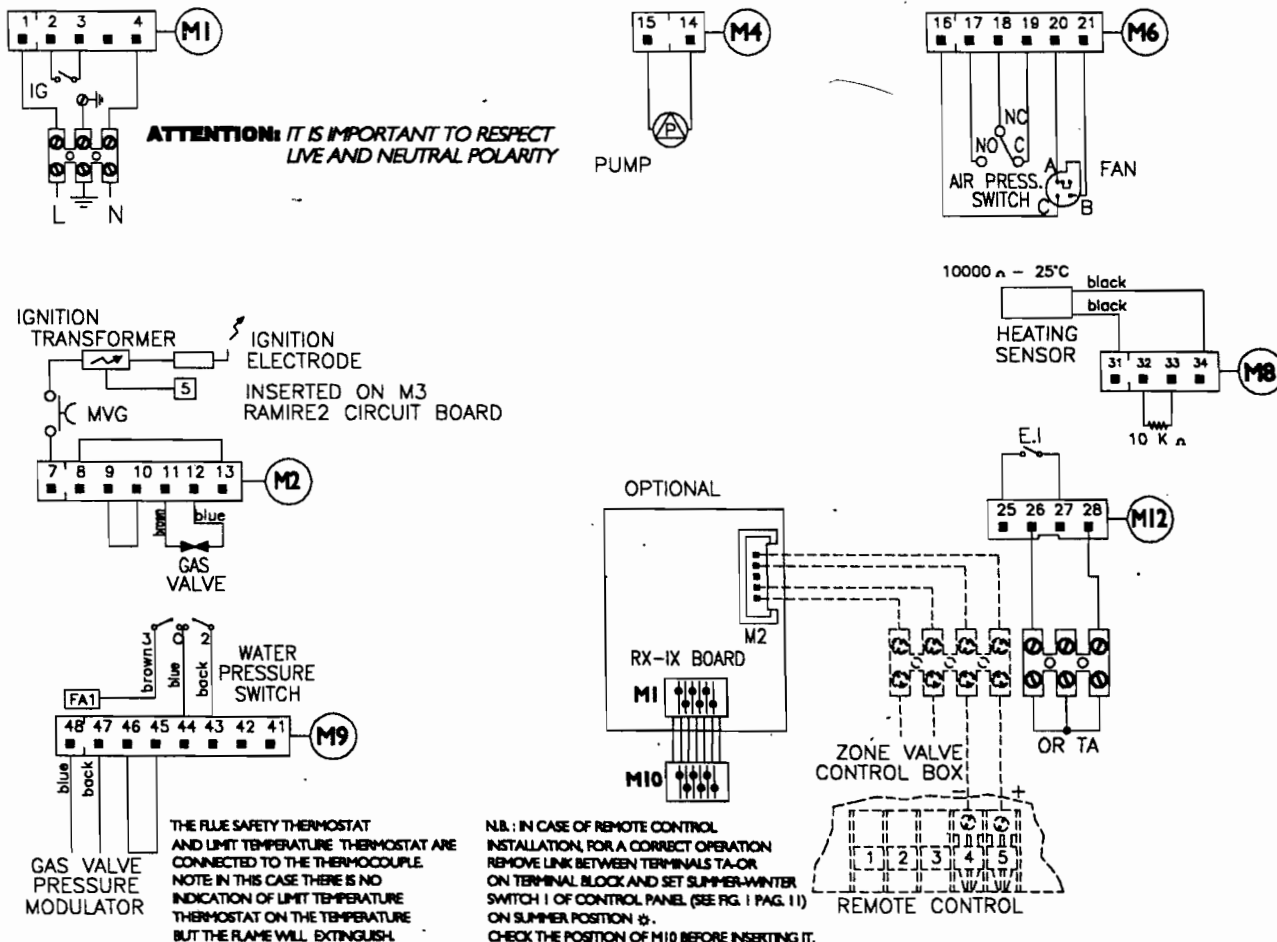 1 2 3 4 M1
IG
ATTENTION: IT IS IMPORTANT TO RESPECT
LIVE AND NEUTRAL POLARITY
L N
15 14 M4
P
PUMP
16 17 18 19 20 21 M6
NC
NO C
AIR PRESS.
SWITCH
A
C B
FAN
IGNITION
TRANSFORMER
IGNITION
ELECTRODE
5
INSERTED ON M3
RAMIRE2 CIRCUIT BOARD
MVG
7 8 9 10 11 12 13 M2
brown
blue
GAS
VALVE
10000 Ω - 25°C
black
black
HEATING
SENSOR
31 32 33 34 M8
10 K Ω
E.I
25 26 27 28 M12
OR TA
OPTIONAL
M2
RX-IX BOARD
M1
M10
ZONE VALVE
CONTROL BOX
- +
1 2 3 4 5
REMOTE CONTROL
3 0 2
brown
blue
back
WATER
PRESSURE
SWITCH
FA1
48 47 46 45 44 43 42 41 M9
blue
back
GAS VALVE
PRESSURE
MODULATOR
THE FLUE SAFETY THERMOSTAT
AND LIMIT TEMPERATURE THERMOSTAT ARE
CONNECTED TO THE THERMOCOUPLE.
NOTE: IN THIS CASE THERE IS NO
INDICATION OF LIMIT TEMPERATURE
THERMOSTAT ON THE TEMPERATURE
BUT THE FLAME WILL EXTINGUISH.
N.B. : IN CASE OF REMOTE CONTROL
INSTALLATION, FOR A CORRECT OPERATION
REMOVE LINK BETWEEN TERMINALS TA-OR
ON TERMINAL BLOCK AND SET SUMMER-WINTER
SWITCH 1 OF CONTROL PANEL (SEE FIG. 1 PAG. 11)
ON SUMMER POSITION ☼.
CHECK THE POSITION OF M10 BEFORE INSERTING IT.